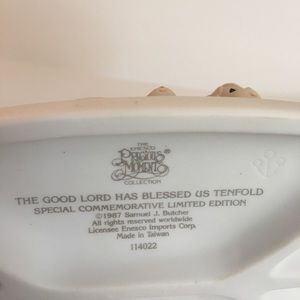 THE
ENESCO
Precious
Moments®
COLLECTION
THE GOOD LORD HAS BLESSED US TENFOLD
SPECIAL COMMEMORATIVE LIMITED EDITION
©1987 Samuel J. Butcher
All rights reserved worldwide
Licensee Enesco Imports Corp.
Made in Taiwan
114022